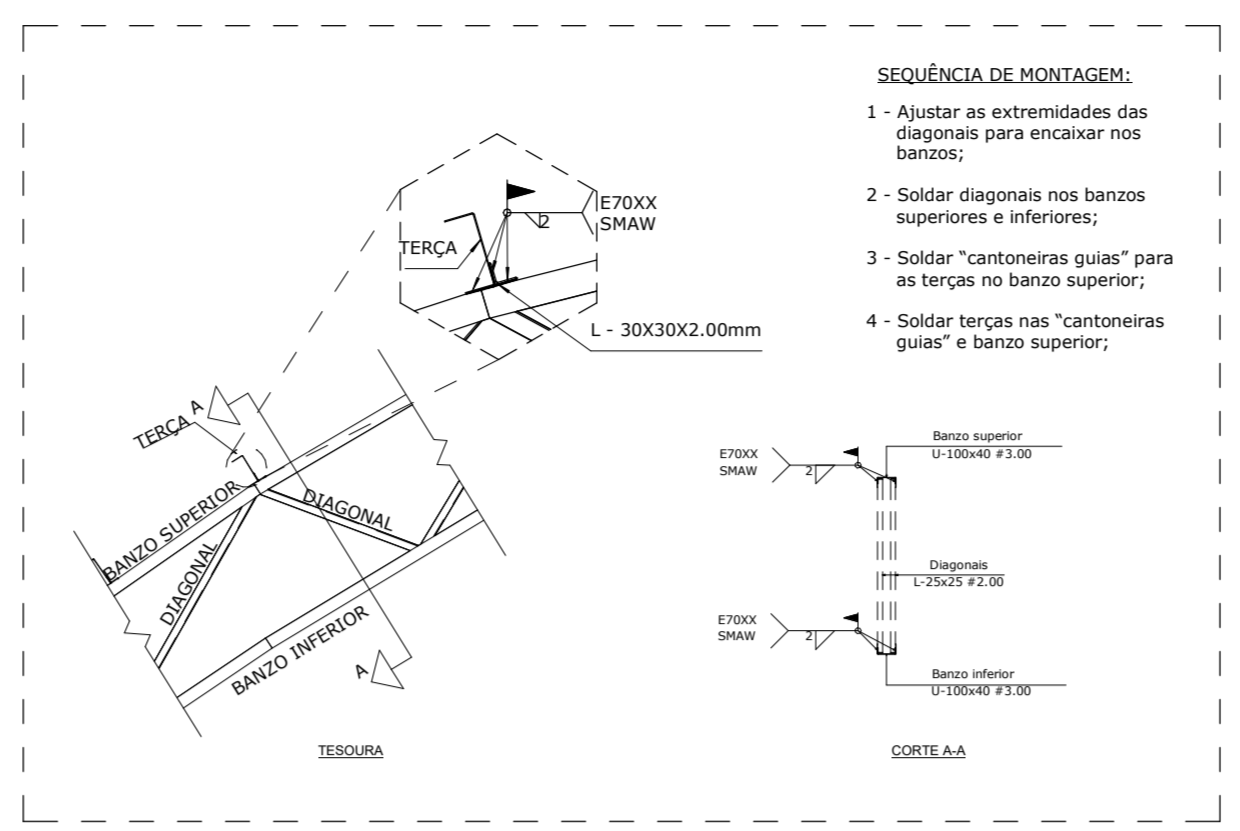 SEQUÊNCIA DE MONTAGEM:
1 - Ajustar as extremidades das
diagonais para encaixar nos
banzos;
2 - Soldar diagonais nos banzos
superiores e inferiores;
3 - Soldar “cantoneiras guias” para
as terças no banzo superior;
4 - Soldar terças nas “cantoneiras
guias” e banzo superior;
E70XX
SMAW
2
TERÇA
L - 30X30X2.00mm
A
TERÇA
BANZO SUPERIOR
DIAGONAL
DIAGONAL
BANZO INFERIOR
A
TESOURA
E70XX
SMAW
2
Banzo superior
U-100x40 #3.00
Diagonais
L-25x25 #2.00
E70XX
SMAW
2
Banzo inferior
U-100x40 #3.00
CORTE A-A